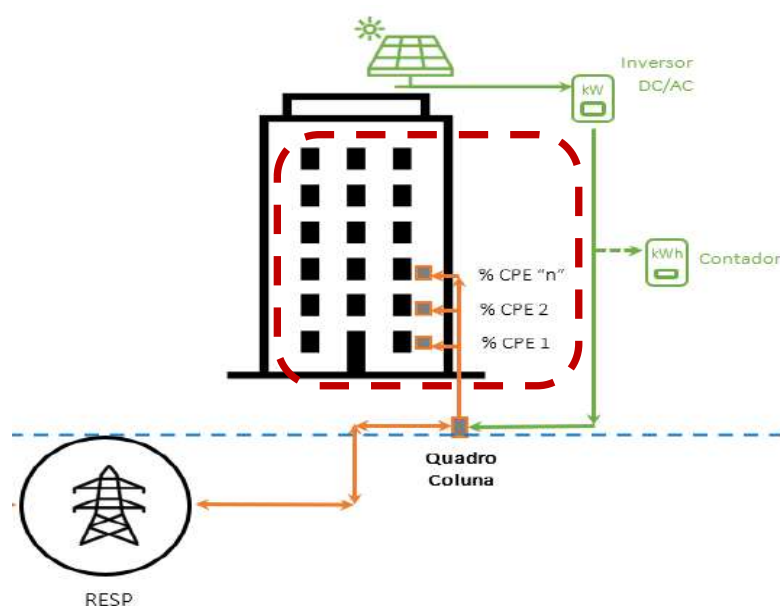 Inversor
DC/AC
kW
kWh
Contador
% CPE “n”
% CPE 2
% CPE 1
Quadro
Coluna
RESP